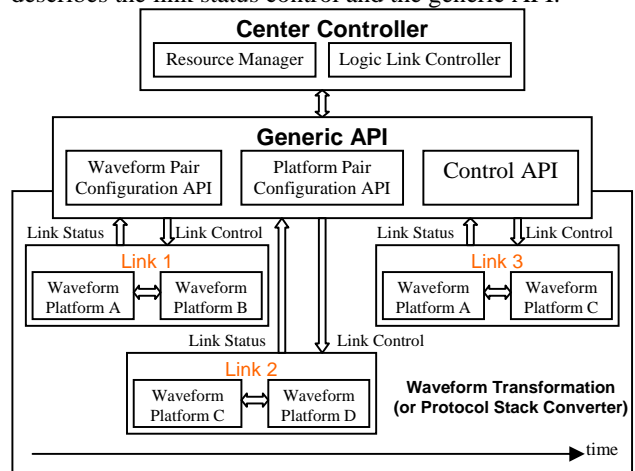 describes the link status control and the generic API.
Center Controller
Resource Manager
Logic Link Controller
Generic API
Waveform Pair
Configuration API
Platform Pair
Configuration API
Control API
Link Status
Link Control
Link Status
Link Control
Link 1
Waveform
Platform A
Waveform
Platform B
Link 3
Waveform
Platform A
Waveform
Platform C
Link Status
Link Control
Link 2
Waveform
Platform C
Waveform
Platform D
Waveform Transformation
(or Protocol Stack Converter)
time